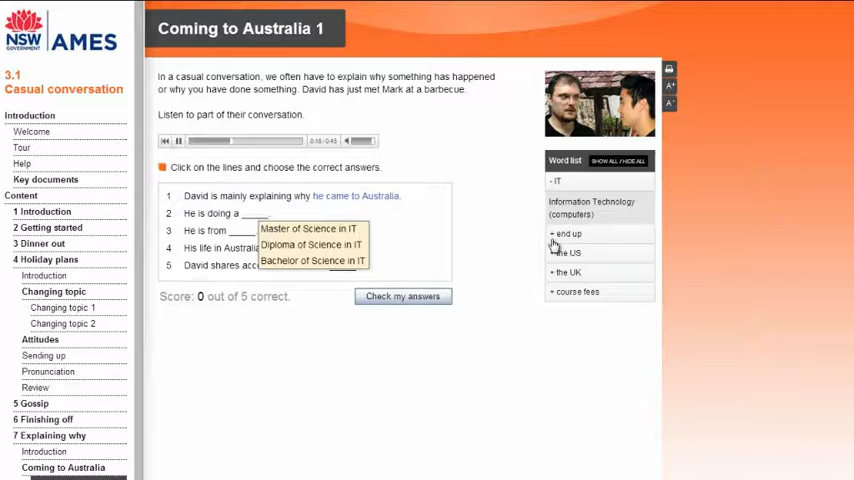 NSW
GOVERNMENT
AMES
Coming to Australia 1
3.1
Casual conversation
Introduction
Welcome
Tour
Help
Key documents
Content
1 Introduction
2 Getting started
3 Dinner out
4 Holiday plans
Introduction
Changing topic
Changing topic 1
Changing topic 2
Attitudes
Sending up
Pronunciation
Review
5 Gossip
6 Finishing off
7 Explaining why
Introduction
Coming to Australia
In a casual conversation, we often have to explain why something has happened
or why you have done something. David has just met Mark at a barbecue.
Listen to part of their conversation.
0:16 / 0:45
Click on the lines and choose the correct answers.
1 David is mainly explaining why he came to Australia.
2 He is doing a _____.
3 He is from _____
4 His life in Australia
5 David shares acc
Master of Science in IT
Diploma of Science in IT
Bachelor of Science in IT
Score: 0 out of 5 correct.
Check my answers
A+
A-
Word list SHOW ALL / HIDE ALL
- IT
Information Technology
(computers)
+ end up
+ the US
+ the UK
+ course fees